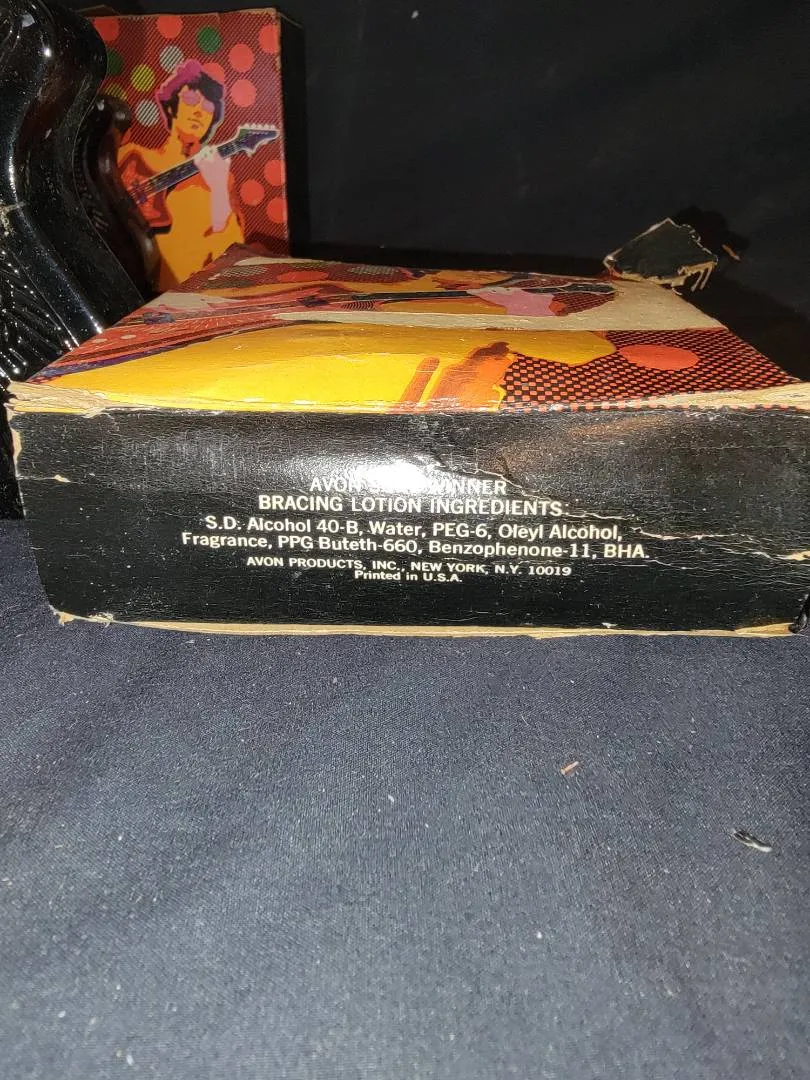 AVON WINNER
BRACING LOTION INGREDIENTS:
S.D. Alcohol 40-B, Water, PEG-6, Oleyl Alcohol,
Fragrance, PPG Buteth-660, Benzophenone-11, BHA.
AVON PRODUCTS, INC., NEW YORK, N.Y. 10019
Printed in U.S.A.